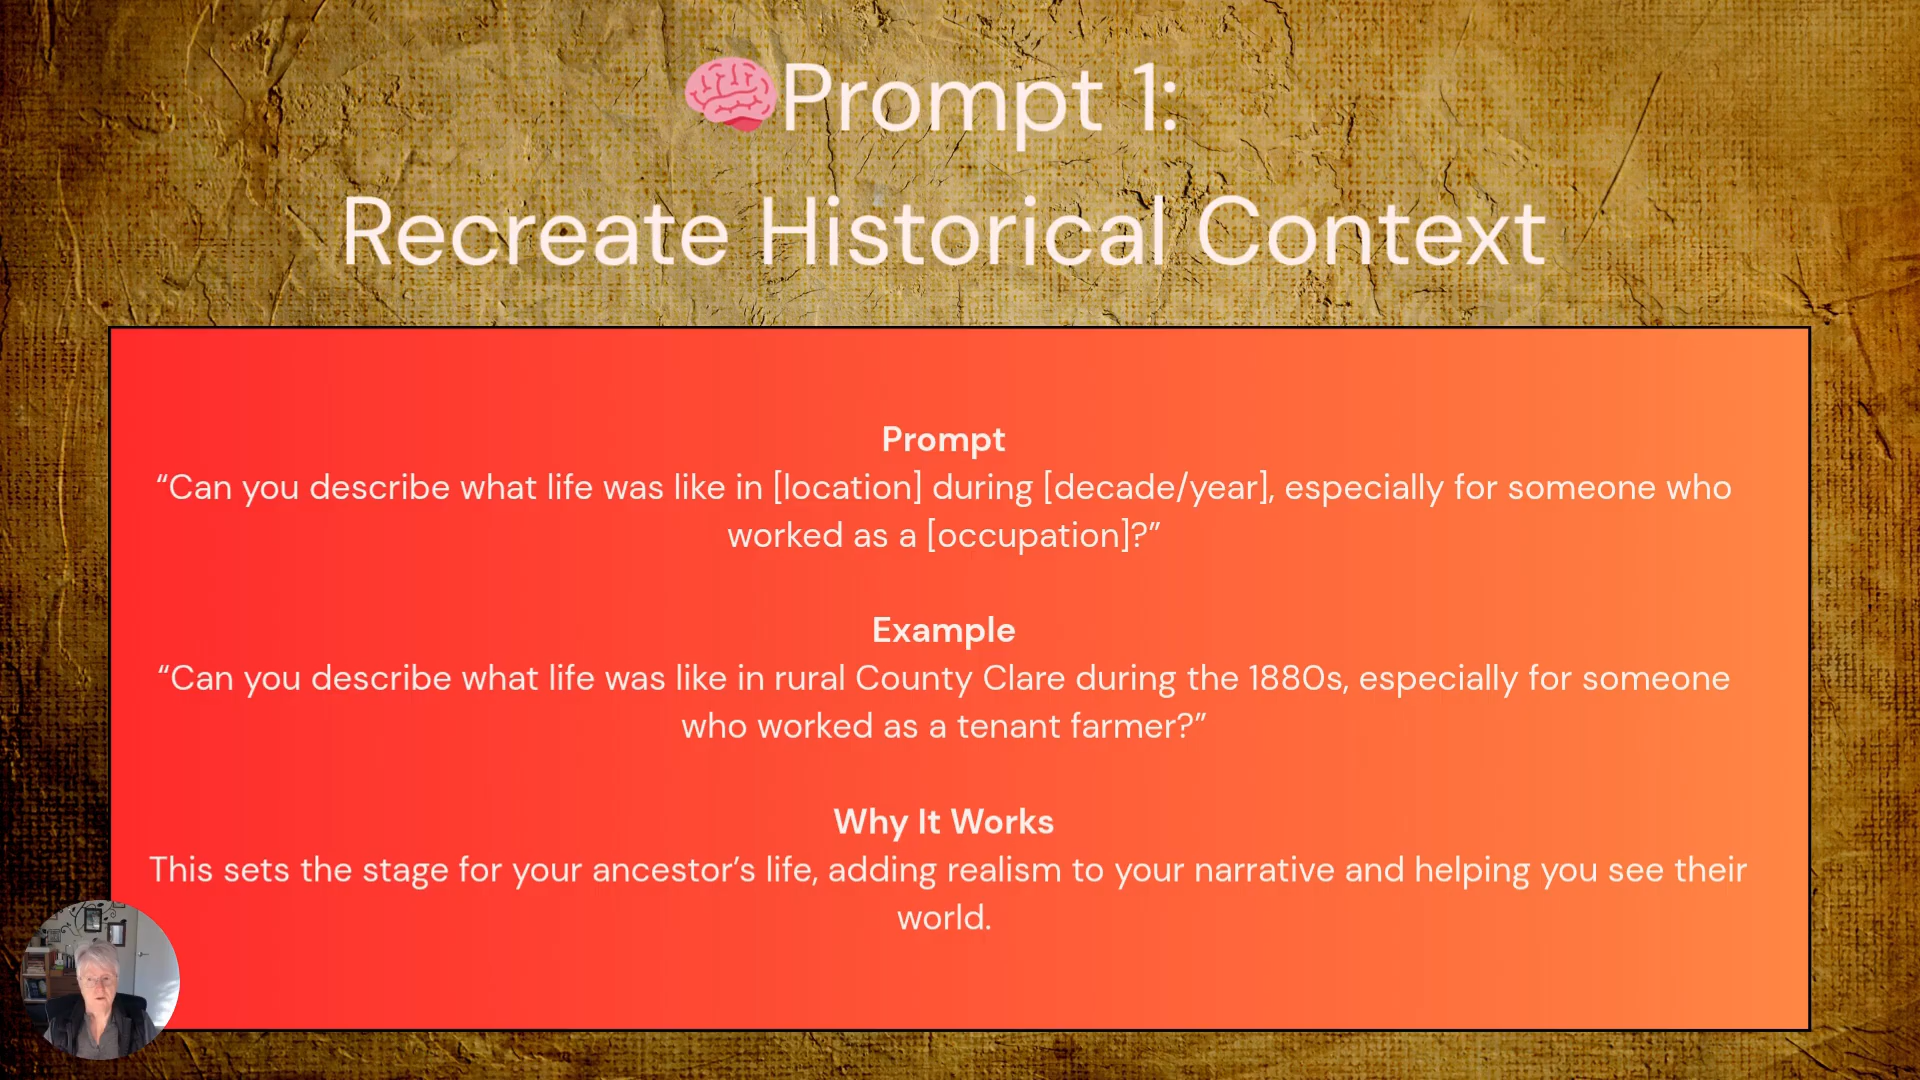 🧠Prompt 1:
Recreate Historical Context
Prompt
“Can you describe what life was like in [location] during [decade/year], especially for someone who
worked as a [occupation]?”
Example
“Can you describe what life was like in rural County Clare during the 1880s, especially for someone
who worked as a tenant farmer?”
Why It Works
This sets the stage for your ancestor’s life, adding realism to your narrative and helping you see their
world.